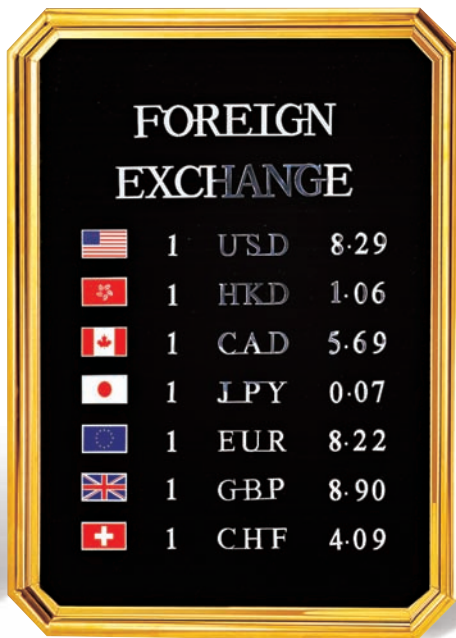 FOREIGN
EXCHANGE
1 USD 8·29
1 HKD 1·06
1 CAD 5·69
1 JPY 0·07
1 EUR 8·22
1 GBP 8·90
1 CHF 4·09